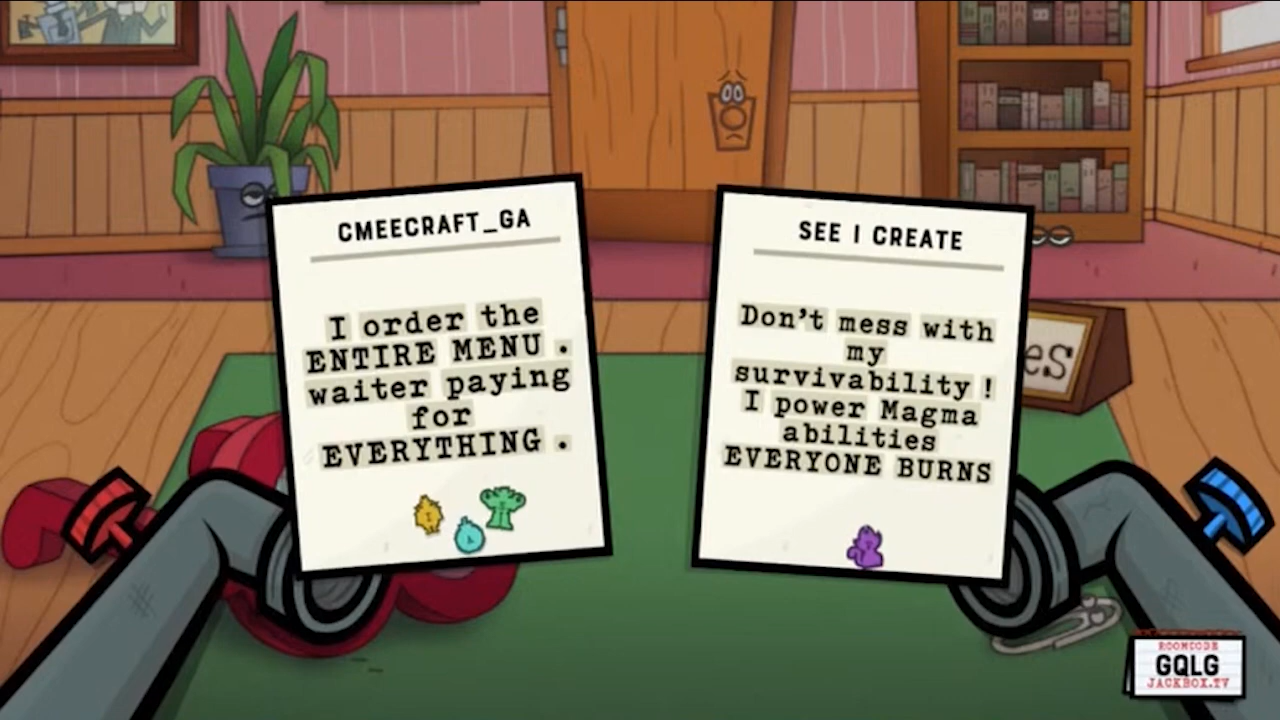 CMEECRAFT_GA
I order the
ENTIRE MENU .
waiter paying
for
EVERYTHING .
SEE I CREATE
Don't mess with
my
survivability !
I power Magma
abilities
EVERYONE BURNS
es
ROOMCODE
GQLG
JACKBOX.TV